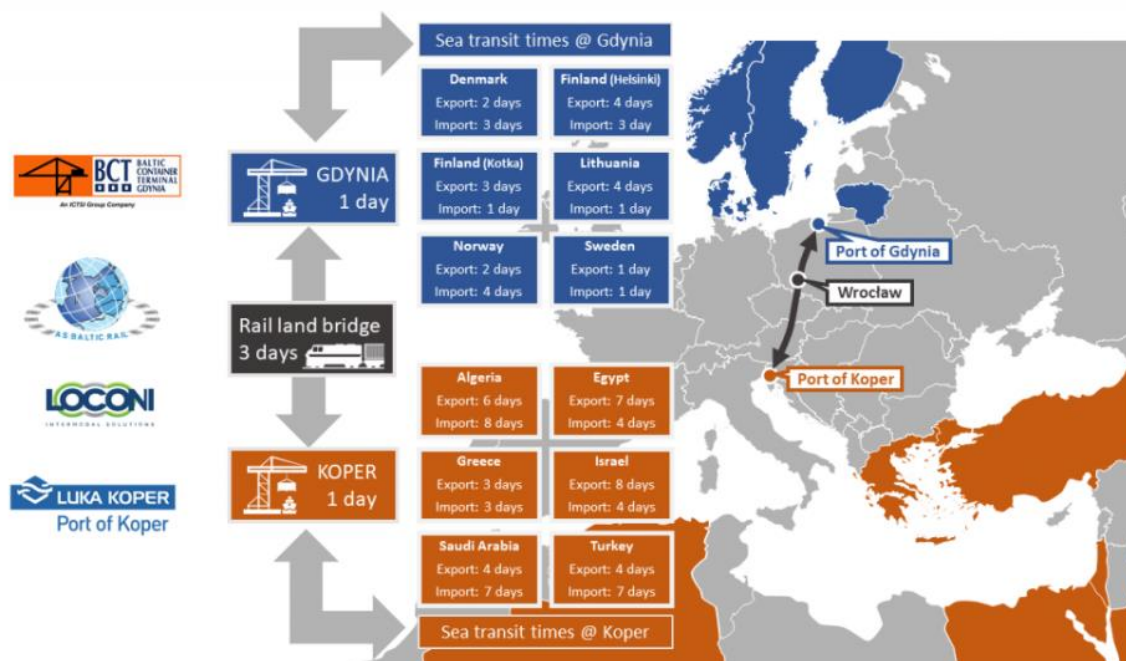 Sea transit times @ Gdynia
Denmark
Export: 2 days
Import: 3 days
Finland (Helsinki)
Export: 4 days
Import: 3 day
BCT
BALTIC
CONTAINER
TERMINAL
GDYNIA
An ICTSI Group Company
GDYNIA
1 day
Finland (Kotka)
Export: 3 days
Import: 1 day
Lithuania
Export: 4 days
Import: 1 day
Norway
Export: 2 days
Import: 4 days
Sweden
Export: 1 day
Import: 1 day
Port of Gdynia
Wrocław
Port of Koper
AS BALTIC RAIL
Rail land bridge
3 days
LOCONI
INTERMODAL SOLUTIONS
Algeria
Export: 6 days
Import: 8 days
Egypt
Export: 7 days
Import: 4 days
LUKA KOPER
Port of Koper
KOPER
1 day
Greece
Export: 3 days
Import: 3 days
Israel
Export: 8 days
Import: 4 days
Saudi Arabia
Export: 4 days
Import: 7 days
Turkey
Export: 4 days
Import: 7 days
Sea transit times @ Koper